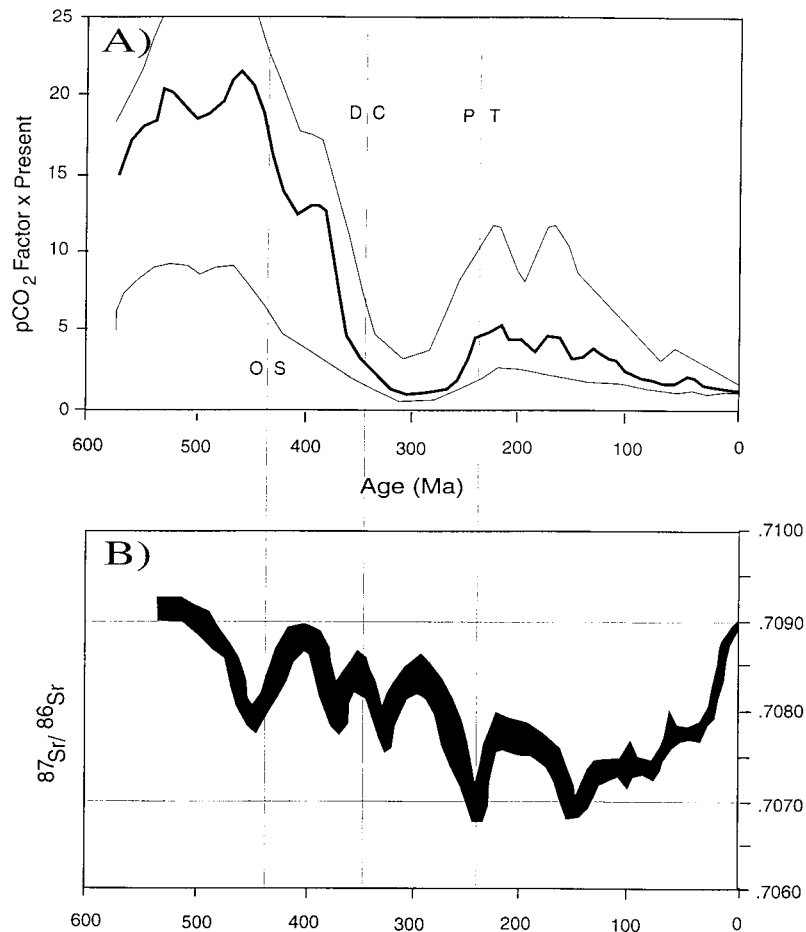 A)
25
20
15
10
5
0
pCO2 Factor x Present
D C
P T
O S
600 500 400 300 200 100 0
Age (Ma)
B)
.7100
.7090
.7080
.7070
.7060
87Sr/ 86Sr
600 500 400 300 200 100 0